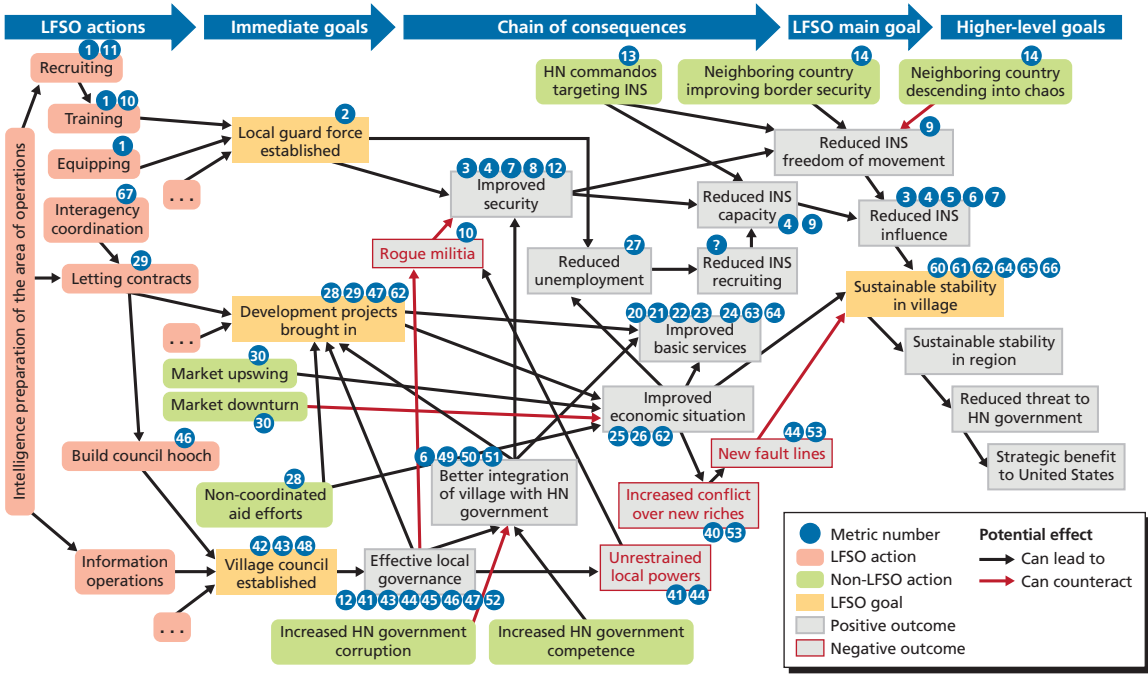 LFSO actions
Immediate goals
Chain of consequences
LFSO main goal
Higher-level goals
1 11
Recruiting
1 10
Training
1
Equipping
. . .
67
Interagency
coordination
29
Letting contracts
. . .
Intelligence preparation of the area of operations
2
Local guard force
established
28 29 47 62
Development projects
brought in
30
Market upswing
Market downturn
30
46
Build council hooch
28
Non-coordinated
aid efforts
Information
operations
. . .
42 43 48
Village council
established
Effective local
governance
12 41 43 44 45 46 47 52
Increased HN government
corruption
Increased HN government
competence
6 49 50 51
Better integration
of village with HN
government
3 4 7 8 12
Improved
security
10
Rogue militia
13
HN commandos
targeting INS
14
Neighboring country
improving border security
14
Neighboring country
descending into chaos
9
Reduced INS
freedom of movement
Reduced INS
capacity
4 9
3 4 5 6 7
Reduced INS
influence
27
Reduced
unemployment
?
Reduced INS
recruiting
20 21 22 23 24 63 64
Improved
basic services
Improved
economic situation
25 26 62
60 61 62 64 65 66
Sustainable stability
in village
Sustainable stability
in region
Reduced threat to
HN government
Strategic benefit
to United States
44 53
New fault lines
Increased conflict
over new riches
40 53
Unrestrained
local powers
41 44
Metric number
LFSO action
Non-LFSO action
LFSO goal
Positive outcome
Negative outcome
Potential effect
Can lead to
Can counteract